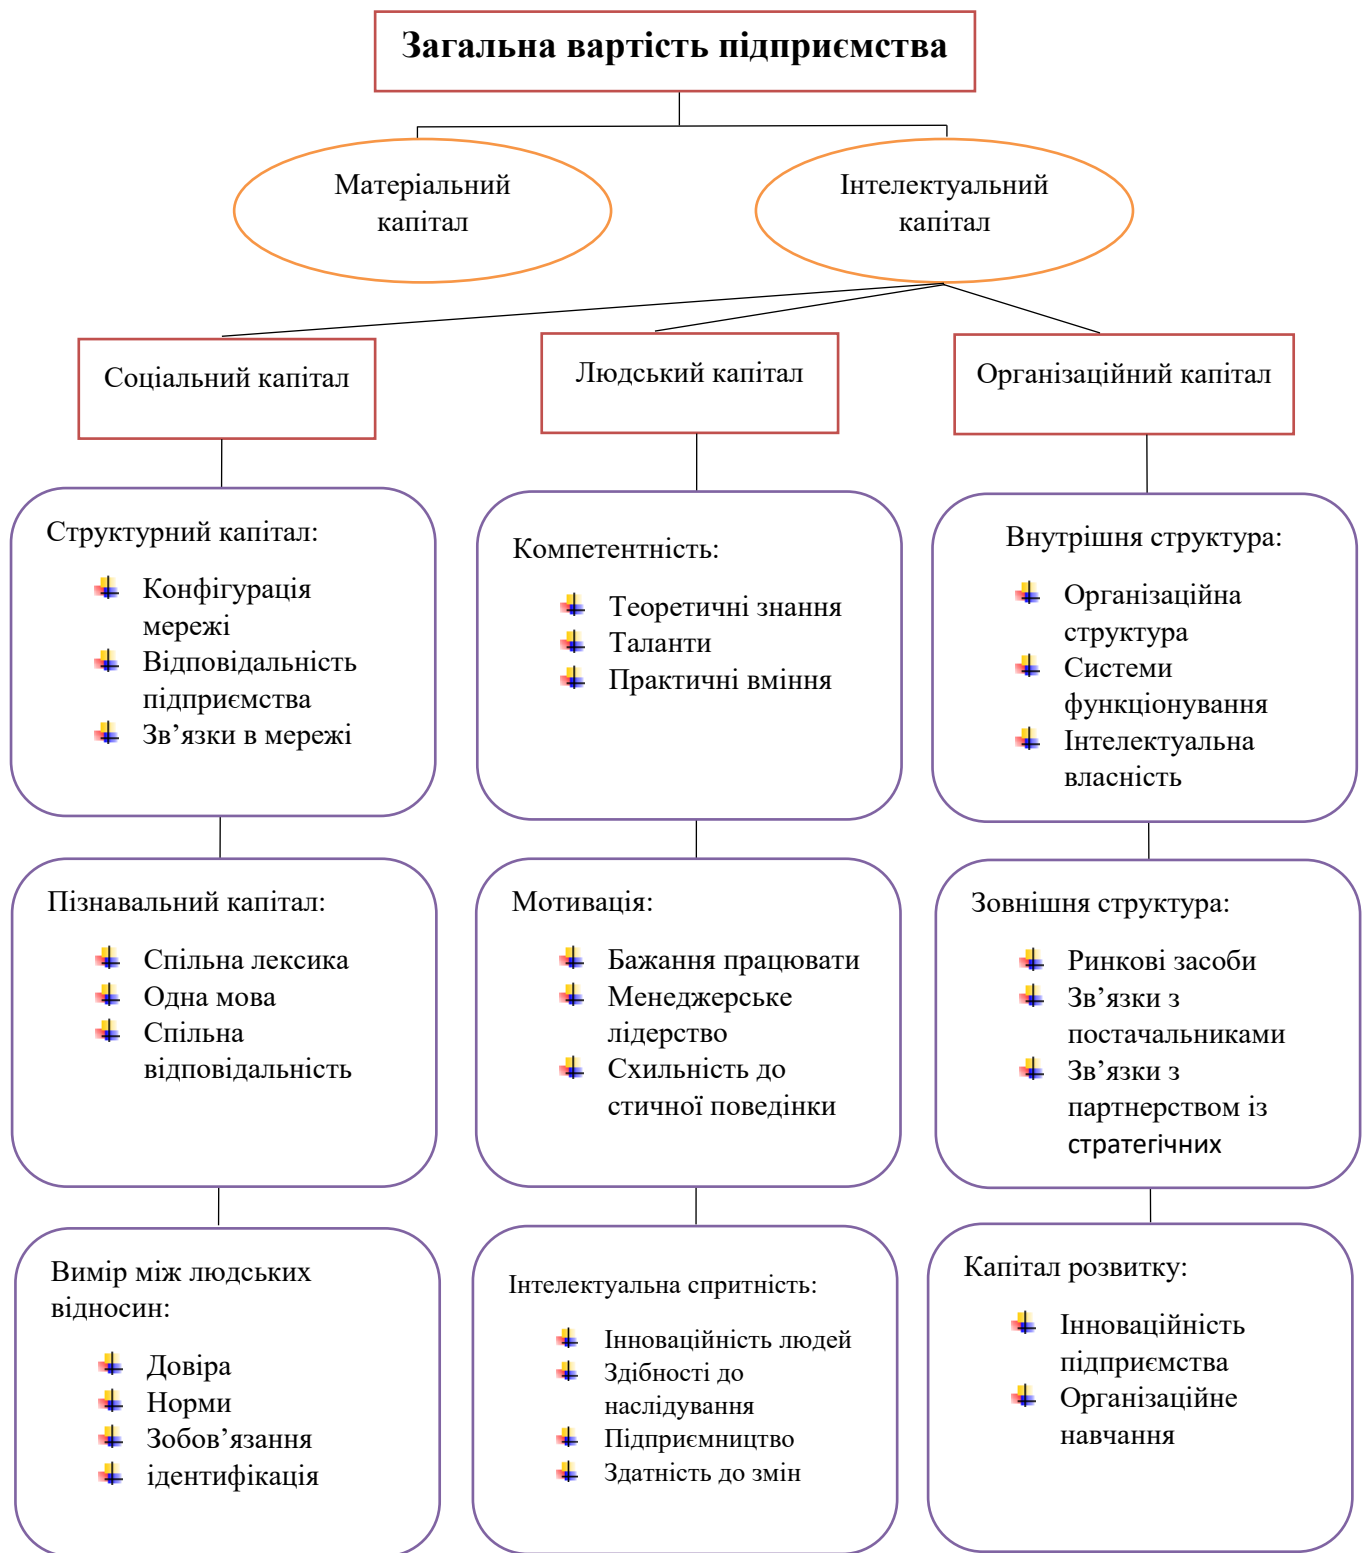 Загальна вартість підприємства
Матеріальний
капітал
Інтелектуальний
капітал
Соціальний капітал
Людський капітал
Організаційний капітал
Структурний капітал:
Конфігурація
мережі
Відповідальність
підприємства
Зв’язки в мережі
Компетентність:
Теоретичні знання
Таланти
Практичні вміння
Внутрішня структура:
Організаційна
структура
Системи
функціонування
Інтелектуальна
власність
Пізнавальний капітал:
Спільна лексика
Одна мова
Спільна
відповідальність
Мотивація:
Бажання працювати
Менеджерське
лідерство
Схильність до
стичної поведінки
Зовнішня структура:
Ринкові засоби
Зв’язки з
постачальниками
Зв’язки з
партнерством із
стратегічних
Вимір між людських
відносин:
Довіра
Норми
Зобов’язання
ідентифікація
Інтелектуальна спритність:
Інноваційність людей
Здібності до
наслідування
Підприємництво
Здатність до змін
Капітал розвитку:
Інноваційність
підприємства
Організаційне
навчання